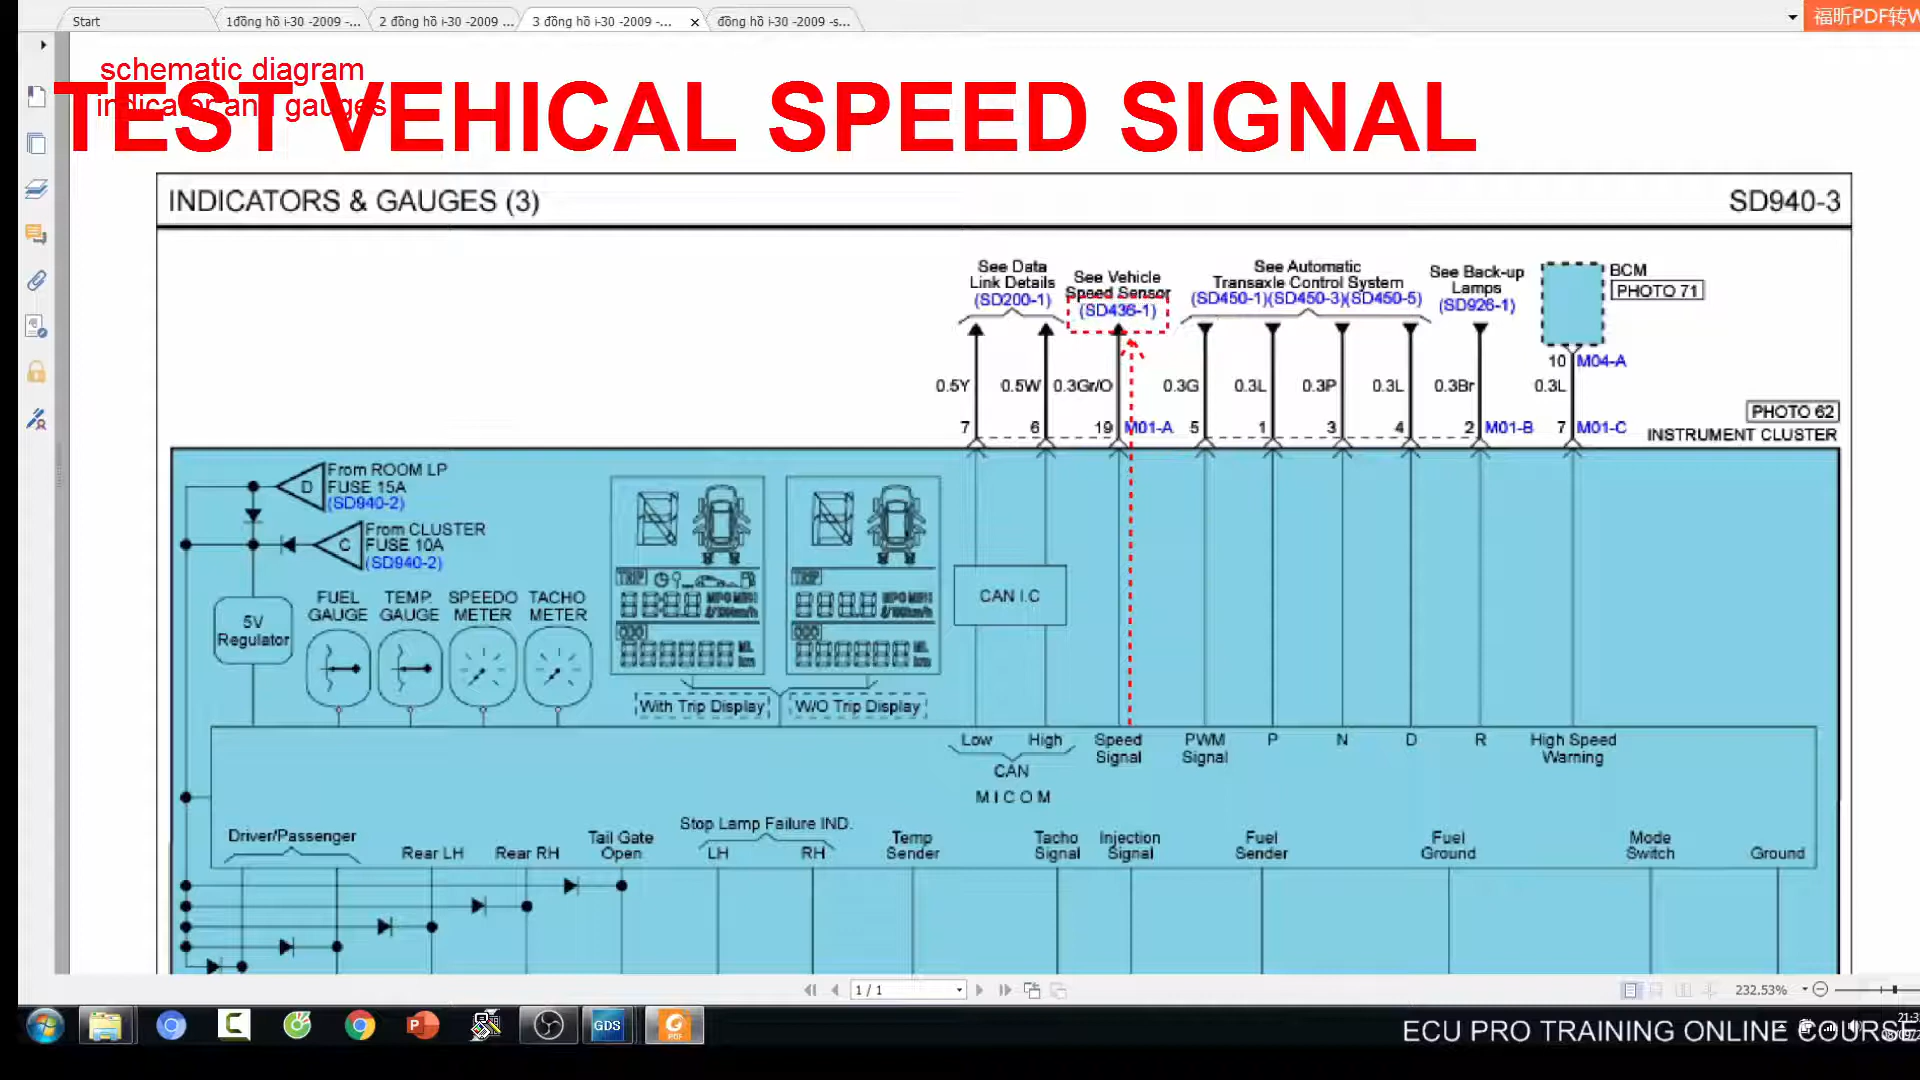 Start
1đồng hồ i-30 -2009 -...
2 đồng hồ i-30 -2009 ...
3 đồng hồ i-30 -2009 -...
đồng hồ i-30 -2009 -s...
福昕PDF转W
schematic diagram
indicator and gauges
TEST VEHICAL SPEED SIGNAL
INDICATORS & GAUGES (3)
SD940-3
See Data
Link Details
(SD200-1)
See Vehicle
Speed Sensor
(SD436-1)
See Automatic
Transaxle Control System
(SD450-1)(SD450-3)(SD450-5)
See Back-up
Lamps
(SD926-1)
BCM
PHOTO 71
10 M04-A
0.5Y 0.5W 0.3Gr/O 0.3G 0.3L 0.3P 0.3L 0.3Br 0.3L
7 6 19 M01-A 5 1 3 4 2 M01-B 7 M01-C
PHOTO 62
INSTRUMENT CLUSTER
D
From ROOM LP
FUSE 15A
(SD940-2)
C
From CLUSTER
FUSE 10A
(SD940-2)
5V
Regulator
FUEL
GAUGE
TEMP.
GAUGE
SPEEDO
METER
TACHO
METER
TRIP
ODO
With Trip Display
TRIP
ODO
W/O Trip Display
CAN I.C
Low High
CAN
Speed
Signal
PWM
Signal
P N D R
High Speed
Warning
MICOM
Driver/Passenger
Rear LH
Rear RH
Tail Gate
Open
Stop Lamp Failure IND.
LH RH
Temp
Sender
Tacho
Signal
Injection
Signal
Fuel
Sender
Fuel
Ground
Mode
Switch
Ground
1 / 1
232.53%
GDS
PDF
ECU PRO TRAINING ONLINE COURSE